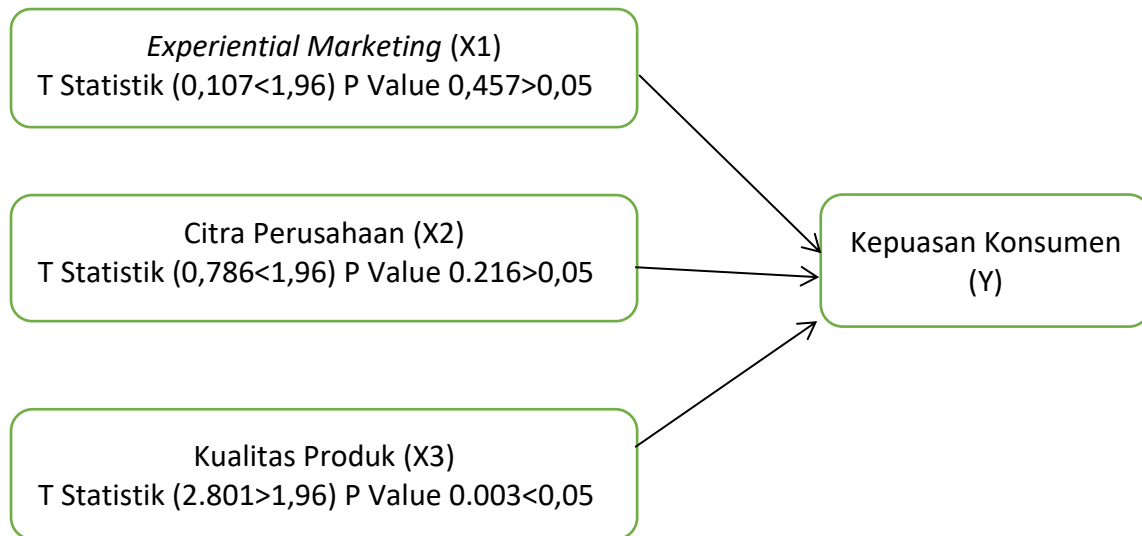 Experiential Marketing (X1)
T Statistik (0,107<1,96) P Value 0,457>0,05
Citra Perusahaan (X2)
T Statistik (0,786<1,96) P Value 0.216>0,05
Kepuasan Konsumen
(Y)
Kualitas Produk (X3)
T Statistik (2.801>1,96) P Value 0.003<0,05